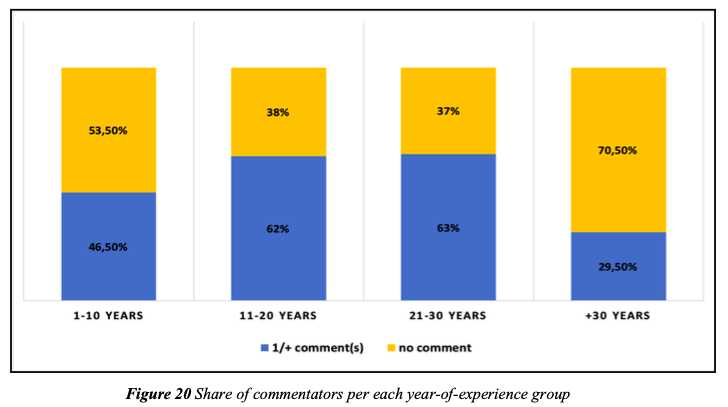 53,50% 38% 37% 70,50%
46,50% 62% 63% 29,50%
1-10 YEARS 11-20 YEARS 21-30 YEARS +30 YEARS
1/+ comment(s) no comment
Figure 20 Share of commentators per each year-of-experience group